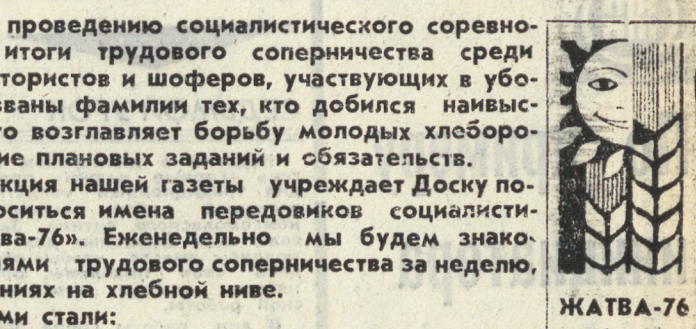 проведению социалистического соревно-
итоги трудового соперничества среди
тористов и шоферов, участвующих в убо-
званы фамилии тех, кто добился наивыс-
то возглавляет борьбу молодых хлеборо-
ие плановых заданий и обязательств.
кция нашей газеты учреждает Доску по-
оситься имена передовиков социалисти-
ва-76». Еженедельно мы будем знако-
ями трудового соперничества за неделю,
ниях на хлебной ниве.
ми стали:
ЖАТВА-76